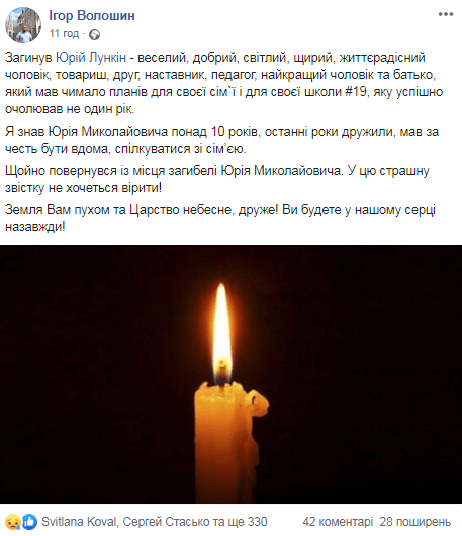 Ігор Волошин
11 год ·
Загинув Юрій Лункін - веселий, добрий, світлий, щирий, життєрадісний
чоловік, товариш, друг, наставник, педагог, найкращий чоловік та батько,
який мав чимало планів для своєї сім`ї і для своєї школи #19, яку успішно
очолював не один рік.
Я знав Юрія Миколайовича понад 10 років, останні роки дружили, мав за
честь бути вдома, спілкуватися зі сім'єю.
Щойно повернувся із місця загибелі Юрія Миколайовича. У цю страшну
звістку не хочеться вірити!
Земля Вам пухом та Царство небесне, друже! Ви будете у нашому серці
назавжди!
Svitlana Koval, Сергей Стасько та ще 330 42 коментарі 28 поширень